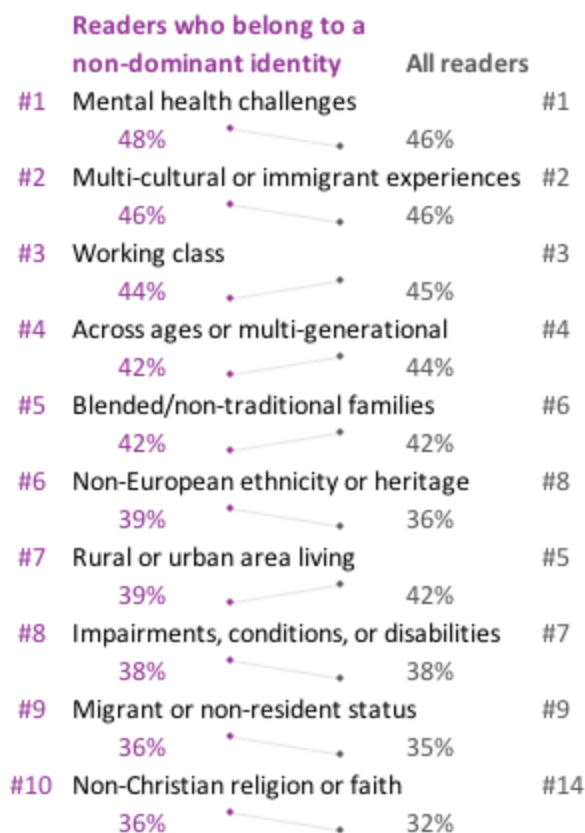 Readers who belong to a
non-dominant identity All readers
#1 Mental health challenges #1
48% 46%
#2 Multi-cultural or immigrant experiences #2
46% 46%
#3 Working class #3
44% 45%
#4 Across ages or multi-generational #4
42% 44%
#5 Blended/non-traditional families #6
42% 42%
#6 Non-European ethnicity or heritage #8
39% 36%
#7 Rural or urban area living #5
39% 42%
#8 Impairments, conditions, or disabilities #7
38% 38%
#9 Migrant or non-resident status #9
36% 35%
#10 Non-Christian religion or faith #14
36% 32%